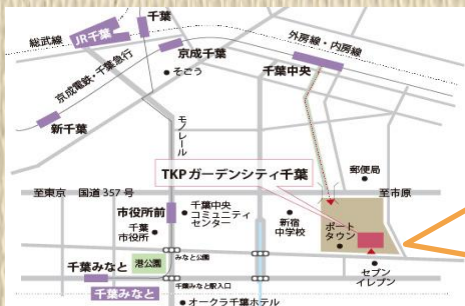 千葉
総武線
JR千葉
外房線・内房線
京成千葉
京成電鉄・千葉急行
そごう
千葉中央
新千葉
モノレール
郵便局
TKPガーデンシティ千葉
至東京 国道357号
至市原
市役所前
千葉中央
コミュニティ
センター
新宿
中学校
千葉
市役所
ポート
タウン
みなと公園
港公園
セブン
イレブン
千葉みなと
千葉みなと駅入口
千葉みなと
オークラ千葉ホテル